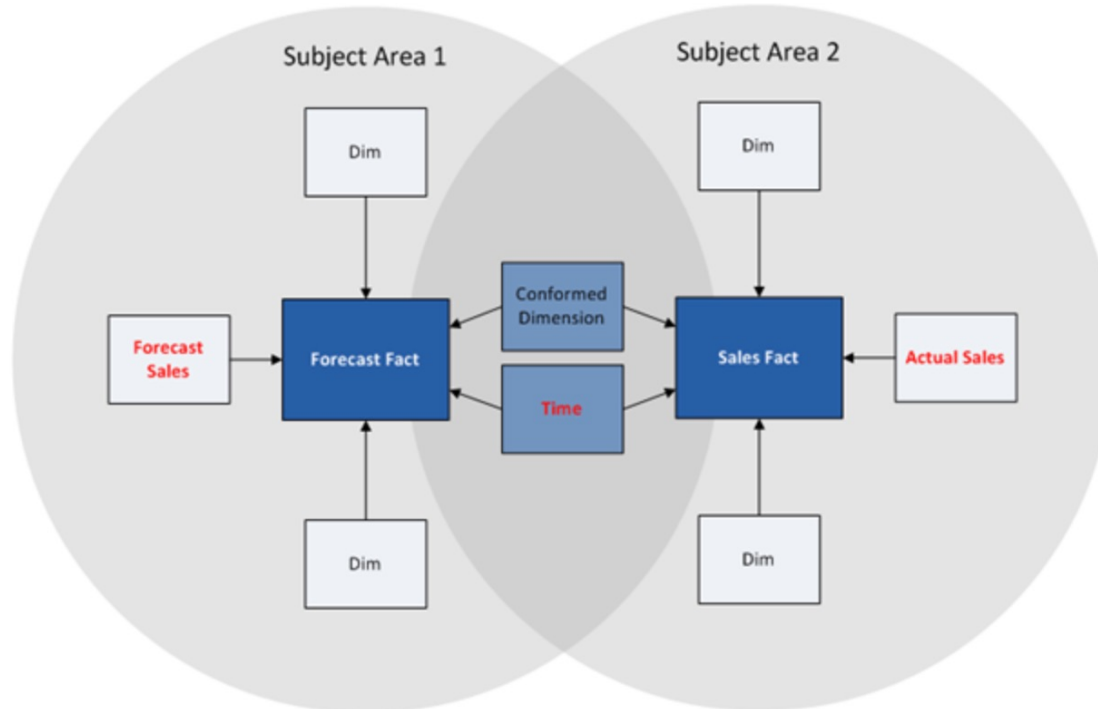 Subject Area 1
Subject Area 2
Dim
Dim
Conformed
Dimension
Forecast
Sales
Forecast Fact
Sales Fact
Actual Sales
Time
Dim
Dim